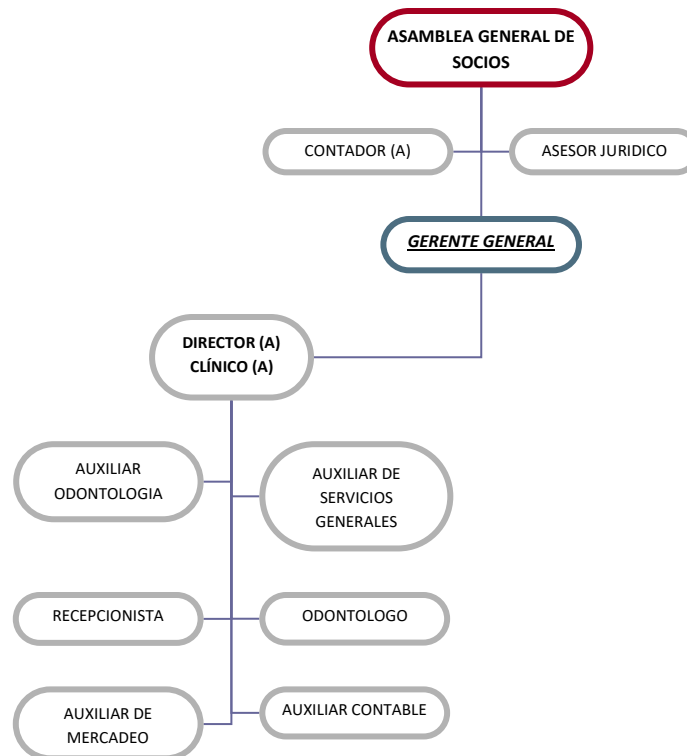 ASAMBLEA GENERAL DE
SOCIOS
CONTADOR (A)
ASESOR JURIDICO
GERENTE GENERAL
DIRECTOR (A)
CLÍNICO (A)
AUXILIAR
ODONTOLOGIA
AUXILIAR DE
SERVICIOS
GENERALES
RECEPCIONISTA
ODONTOLOGO
AUXILIAR DE
MERCADEO
AUXILIAR CONTABLE